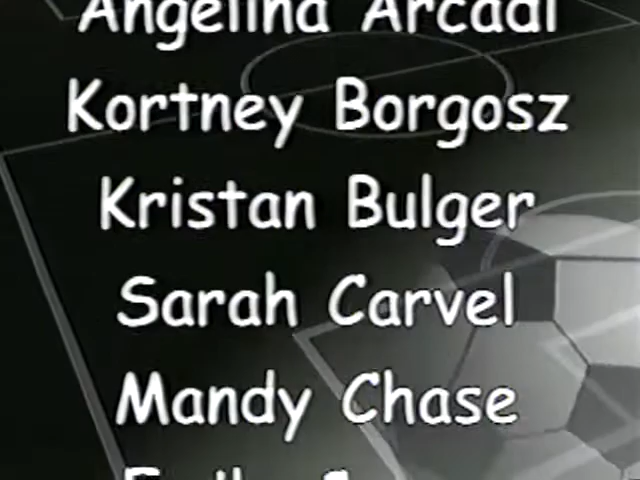 Angelina Arcadi
Kortney Borgosz
Kristan Bulger
Sarah Carvel
Mandy Chase